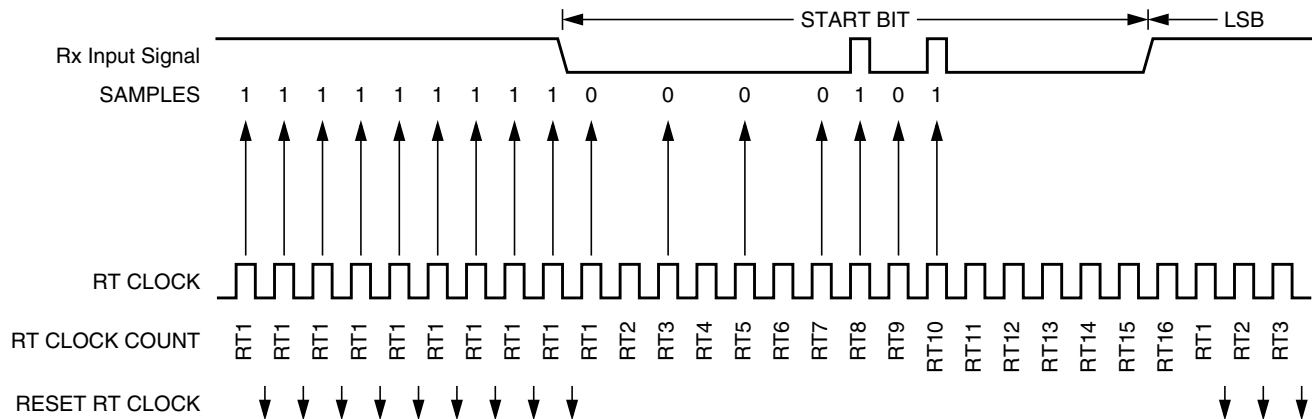 START BIT LSB
Rx Input Signal
SAMPLES 1 1 1 1 1 1 1 1 1 0 0 0 0 1 0 1
RT CLOCK
RT CLOCK COUNT RT1 RT1 RT1 RT1 RT1 RT1 RT1 RT1 RT1 RT1 RT2 RT3 RT4 RT5 RT6 RT7 RT8 RT9 RT10 RT11 RT12 RT13 RT14 RT15 RT16 RT1 RT2 RT3
RESET RT CLOCK